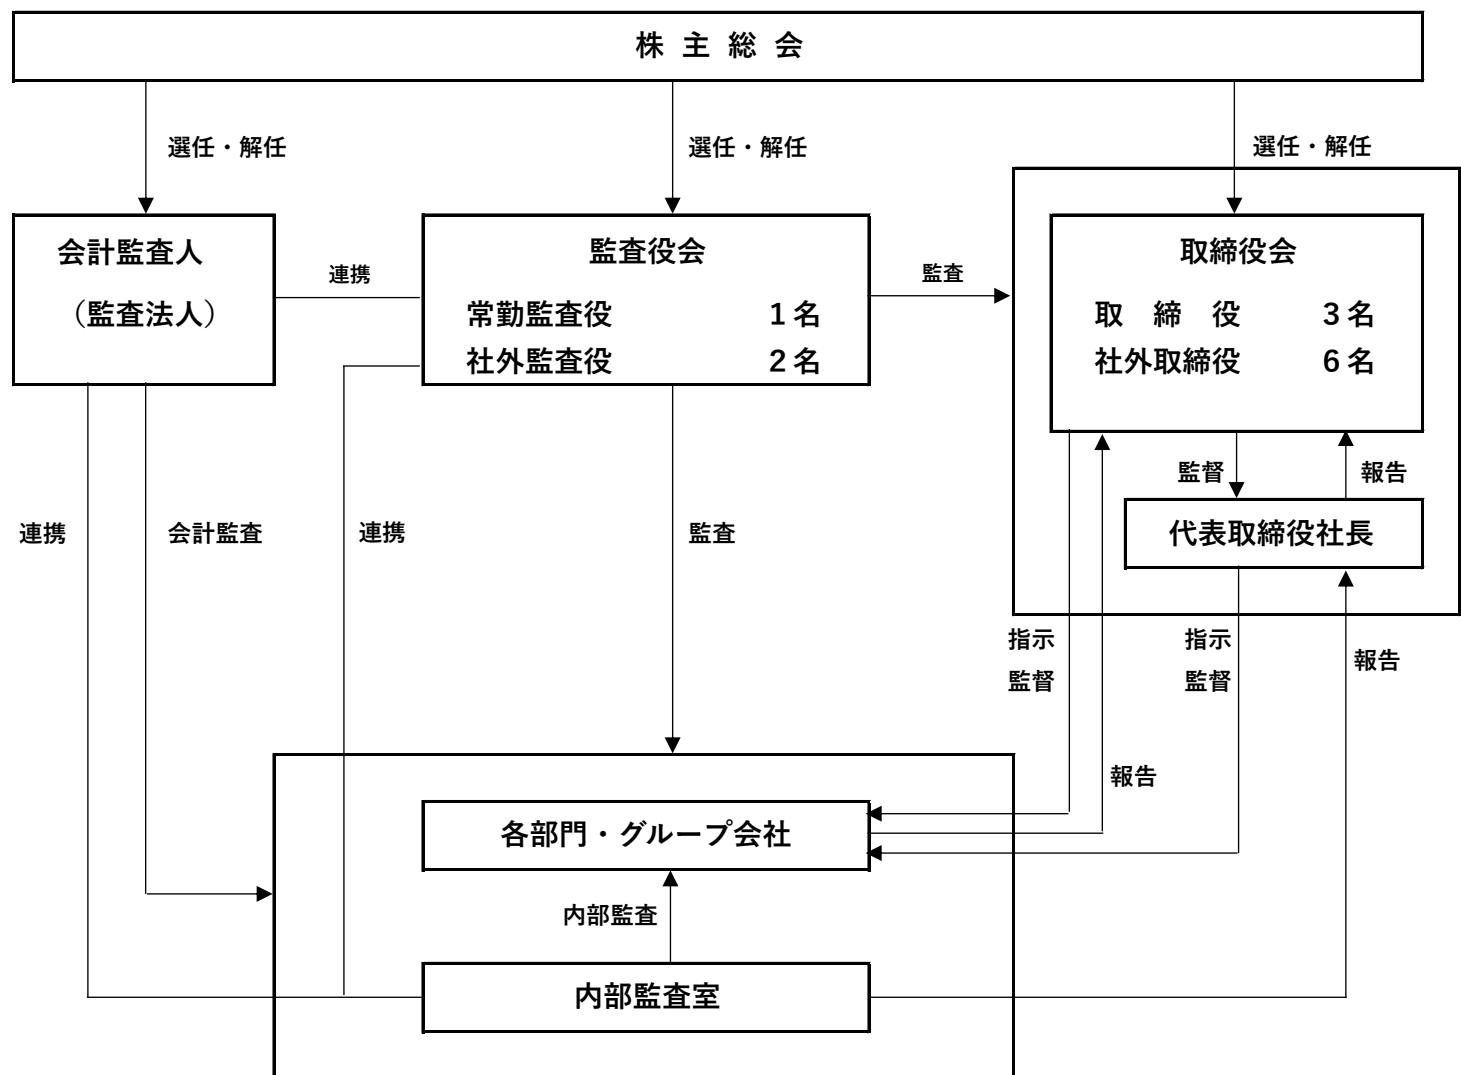 株 主 総 会
選任・解任
選任・解任
選任・解任
会計監査人
（監査法人）
連携
監査役会
常勤監査役 1 名
社外監査役 2 名
監査
取締役会
取 締 役 3 名
社外取締役 6 名
監督
報告
代表取締役社長
連携
会計監査
連携
監査
指示
監督
指示
監督
報告
報告
各部門・グループ会社
内部監査
内部監査室